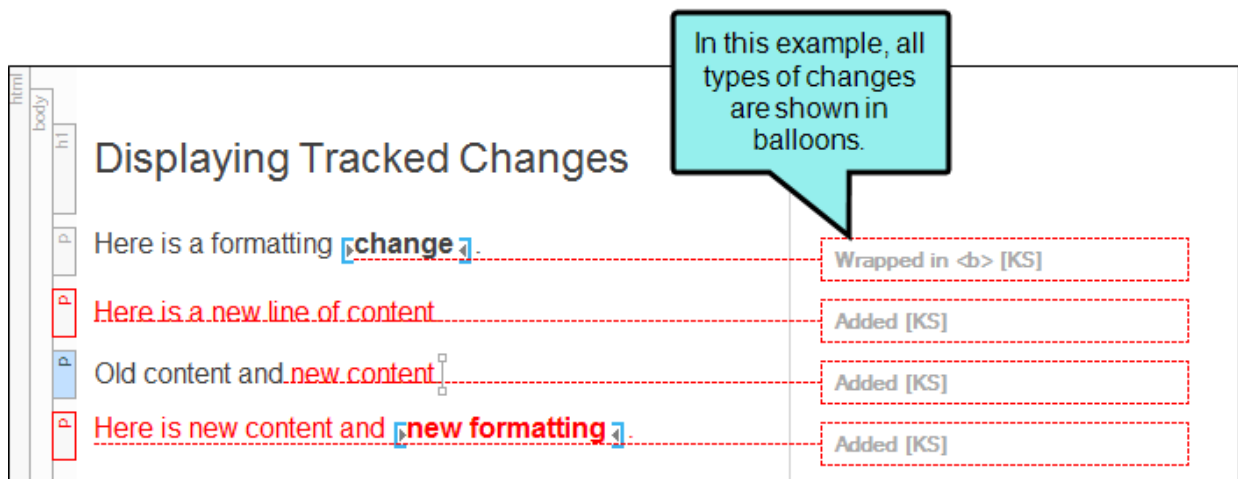 In this example, all
types of changes
are shown in
balloons.
html
body
h1
Displaying Tracked Changes
p
Here is a formatting change .
Wrapped in <b> [KS]
p
Here is a new line of content
Added [KS]
p
Old content and new content
Added [KS]
p
Here is new content and new formatting .
Added [KS]